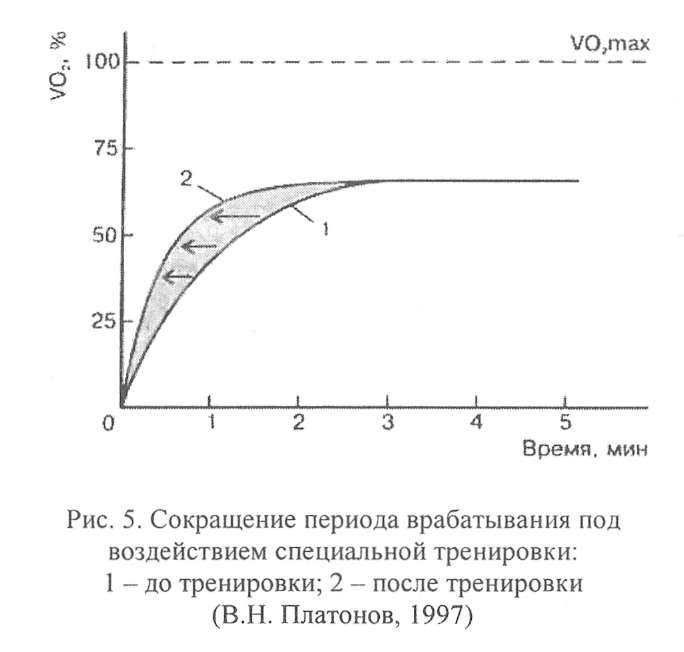 VO₂, %
VO₂max
100
75
50
25
0
2
1
1
2
3
4
5
Время, мин
Рис. 5. Сокращение периода врабатывания под
воздействием специальной тренировки:
1 – до тренировки; 2 – после тренировки
(В.Н. Платонов, 1997)